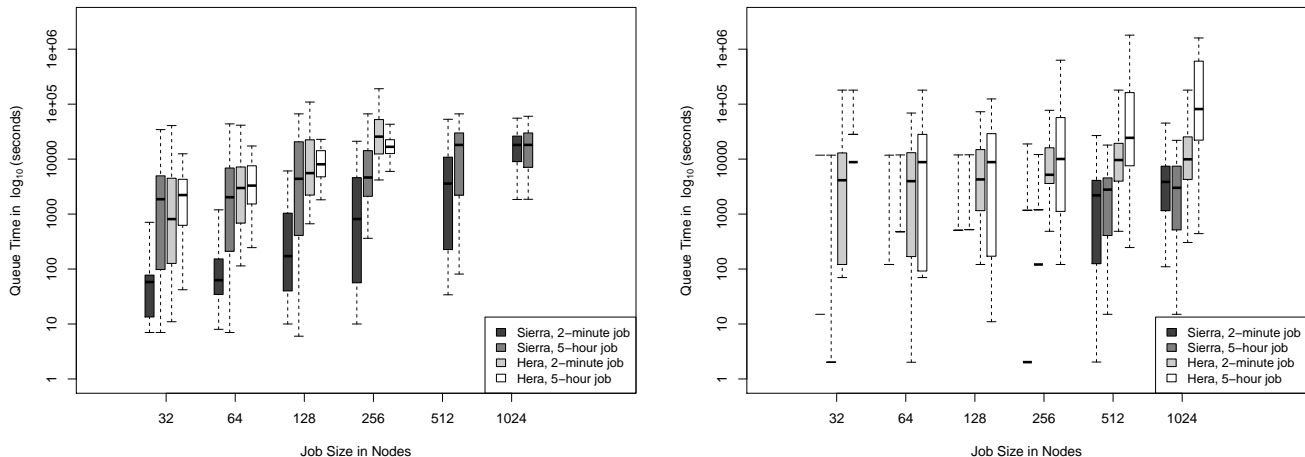 1e+06
1e+05
10000
1000
100
10
1
Queue Time in log10 (seconds)
32 64 128 256 512 1024
Job Size in Nodes
Sierra, 2−minute job
Sierra, 5−hour job
Hera, 2−minute job
Hera, 5−hour job
1e+06
1e+05
10000
1000
100
10
1
Queue Time in log10 (seconds)
32 64 128 256 512 1024
Job Size in Nodes
Sierra, 2−minute job
Sierra, 5−hour job
Hera, 2−minute job
Hera, 5−hour job